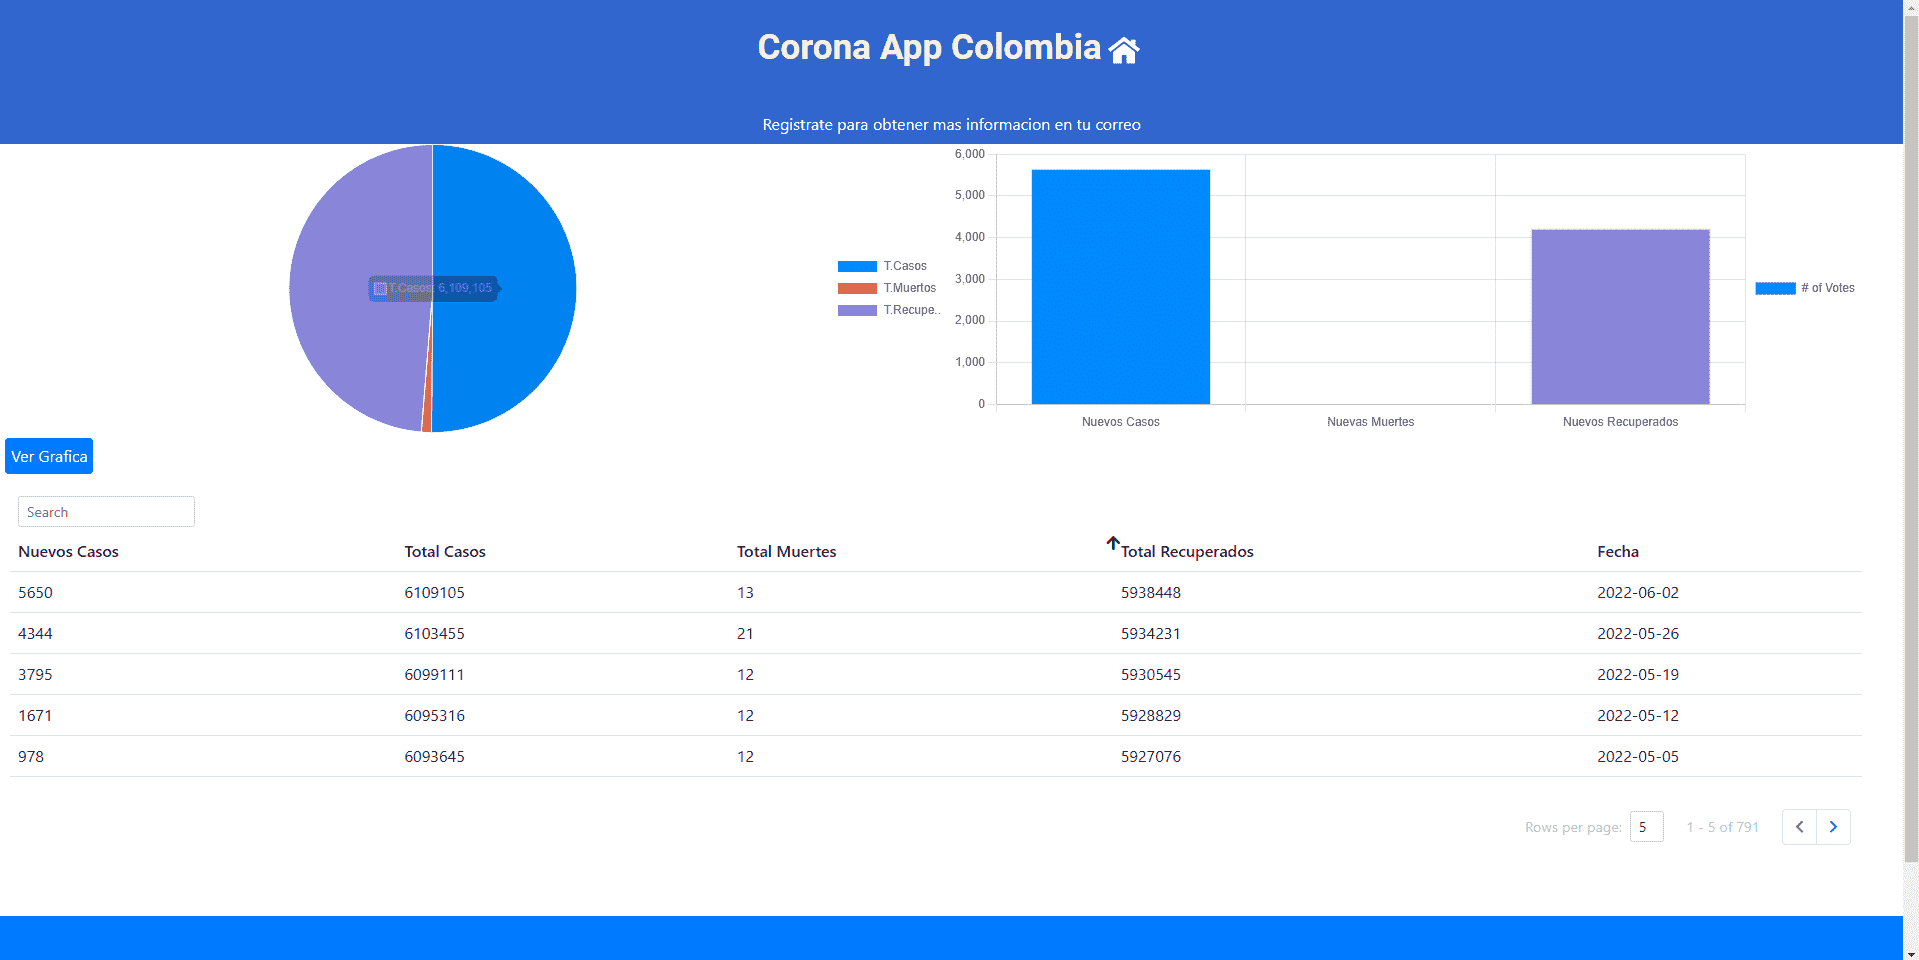 Corona App Colombia
Registrate para obtener mas informacion en tu correo
T.Casos: 6,109,105
T.Casos
T.Muertos
T.Recupe..
6,000
5,000
4,000
3,000
2,000
1,000
0
Nuevos Casos Nuevas Muertes Nuevos Recuperados
# of Votes
Ver Grafica
Search
Nuevos Casos Total Casos Total Muertes Total Recuperados Fecha
5650 6109105 13 5938448 2022-06-02
4344 6103455 21 5934231 2022-05-26
3795 6099111 12 5930545 2022-05-19
1671 6095316 12 5928829 2022-05-12
978 6093645 12 5927076 2022-05-05
Rows per page: 5 1 - 5 of 791